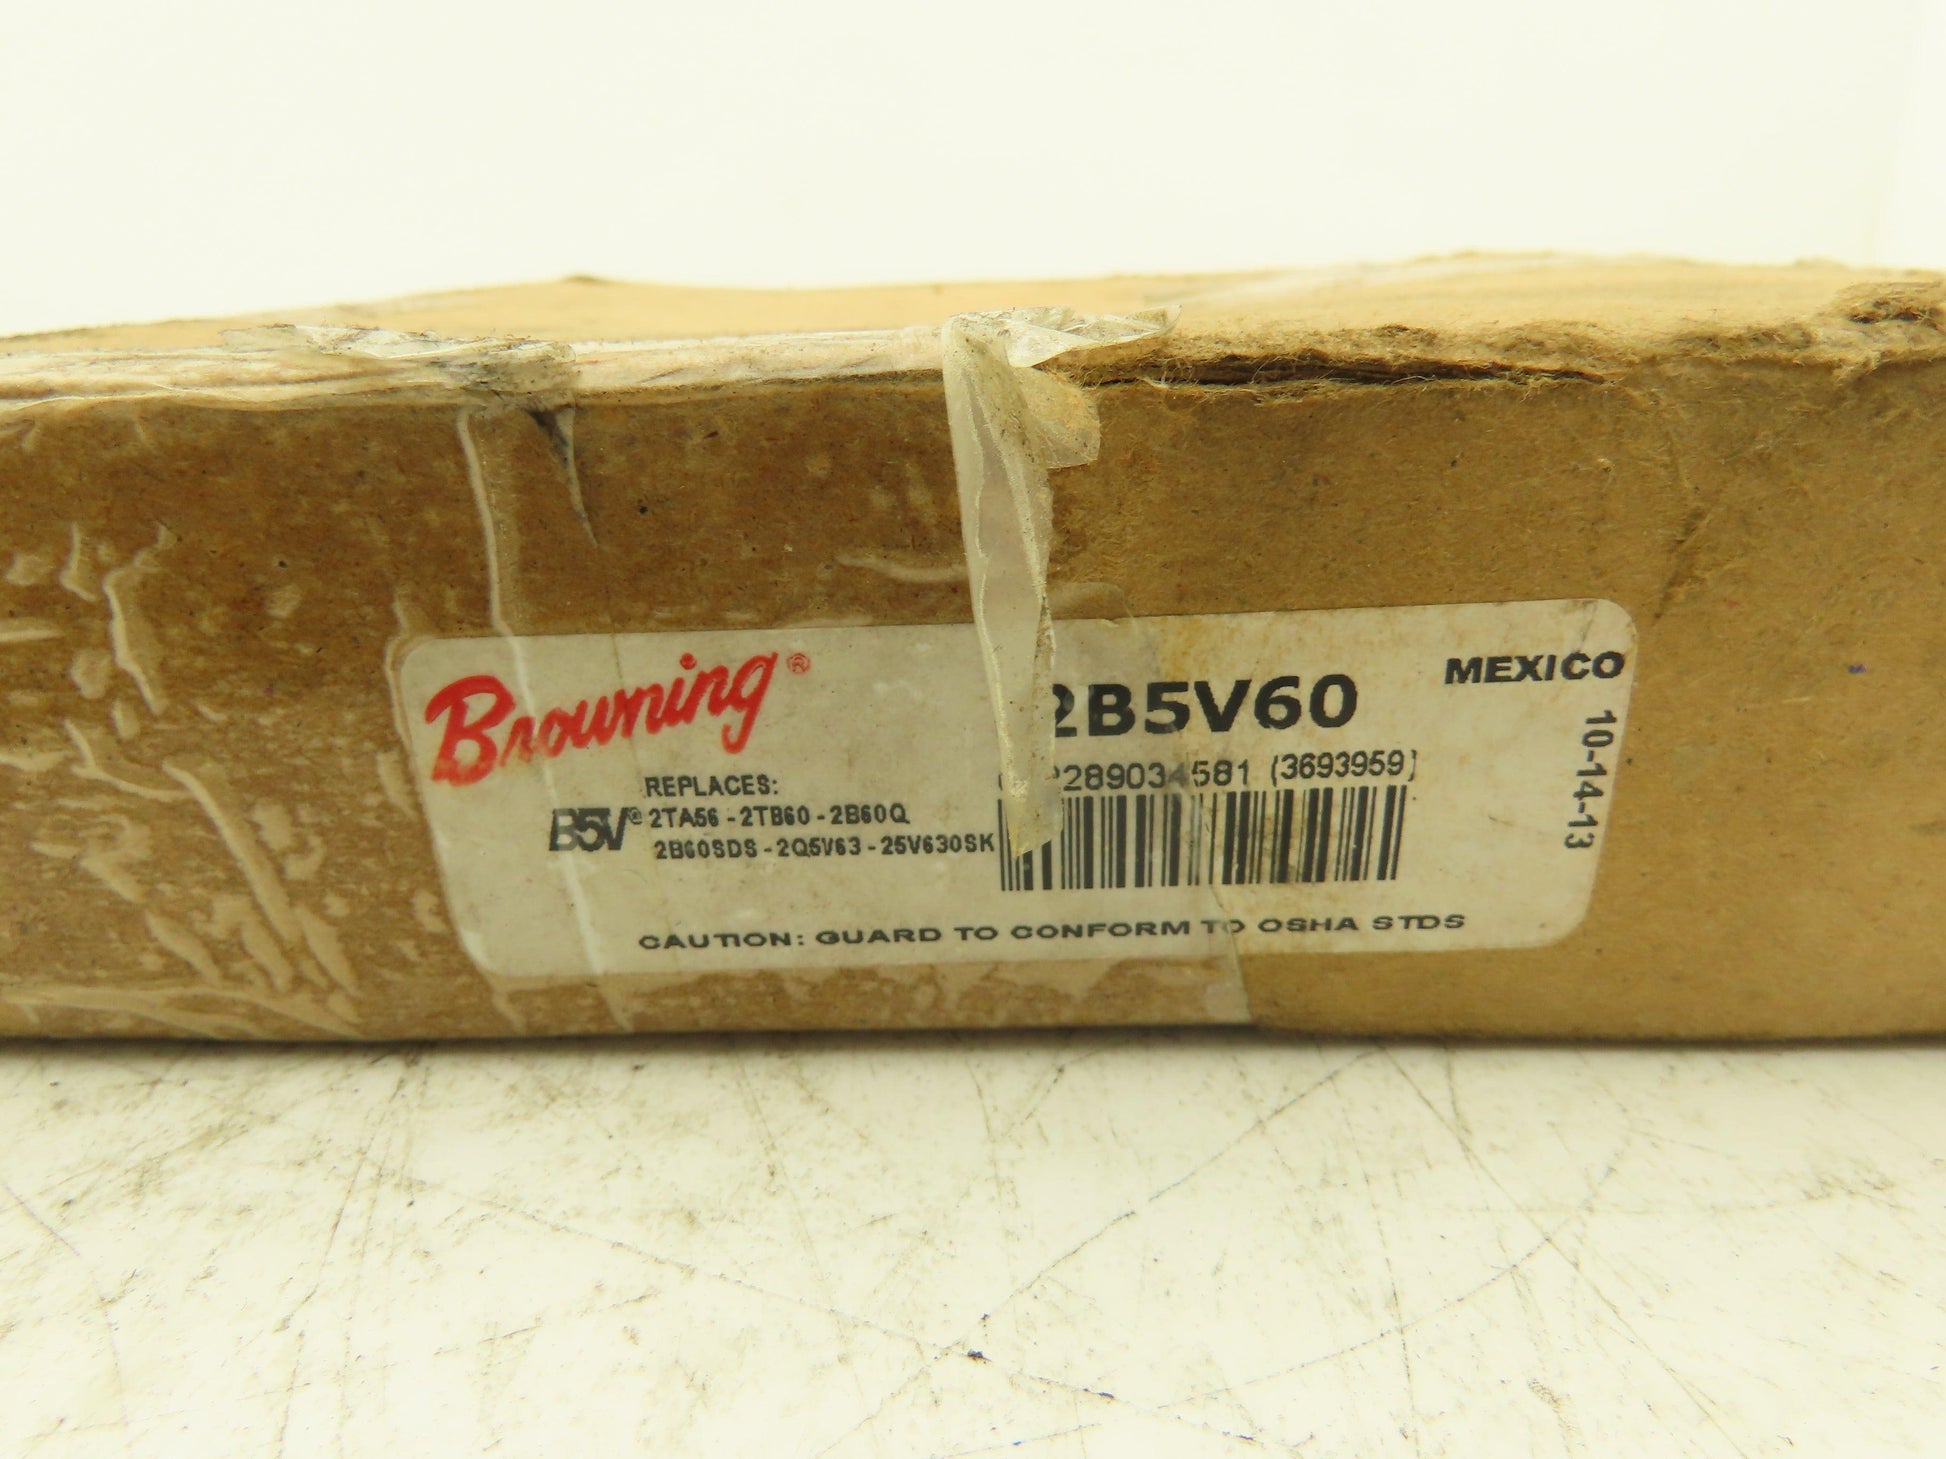 Browning®
2B5V60
MEXICO
289034581 (3693959)
10-14-13
REPLACES:
B5V® 2TA56 - 2TB60 - 2B60Q
2B60SDS - 2Q5V63 - 25V630SK
CAUTION: GUARD TO CONFORM TO OSHA STDS